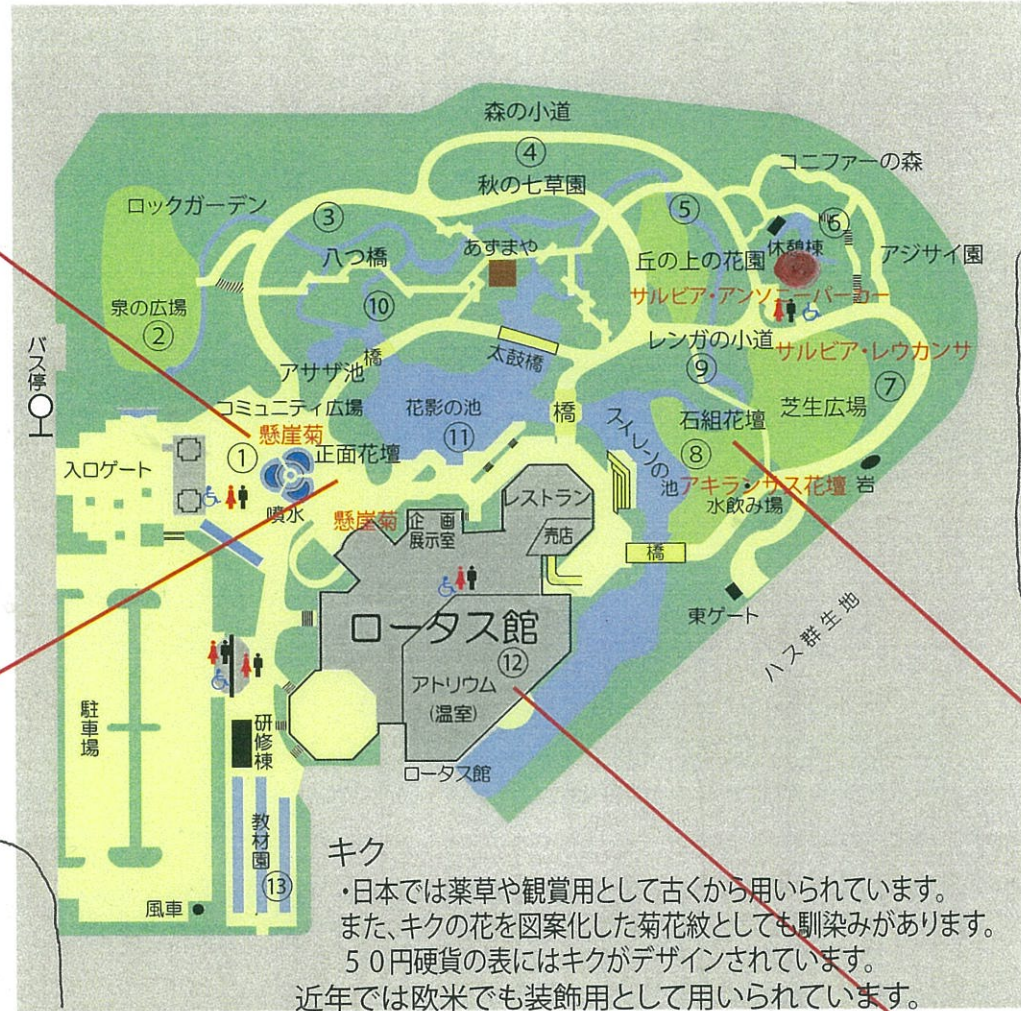 森の小道
④
コニファーの森
秋の七草園
ロックガーデン
③
⑤
⑥
八つ橋
あずまや
休憩棟
アジサイ園
丘の上の花園
泉の広場
②
⑩
サルビア・アンソニーパーカー
バス停
太鼓橋
レンガの小道
サルビア・レウカンサ
アサザ池
橋
⑨
⑦
コミュニティ広場
花影の池
橋
石組花壇
芝生広場
懸崖菊
①
正面花壇
⑪
スイレンの池
⑧
入口ゲート
アキランサス花壇
岩
噴水
懸崖菊
企画
展示室
レストラン
水飲み場
売店
橋
東ゲート
ハス群生地
ロータス館
⑫
アトリウム
(温室)
駐車場
研修棟
ロータス館
教材園
⑬
風車
キク
・日本では薬草や観賞用として古くから用いられています。
また、キクの花を図案化した菊花紋としても馴染みがあります。
５０円硬貨の表にはキクがデザインされています。
近年では欧米でも装飾用として用いられています。